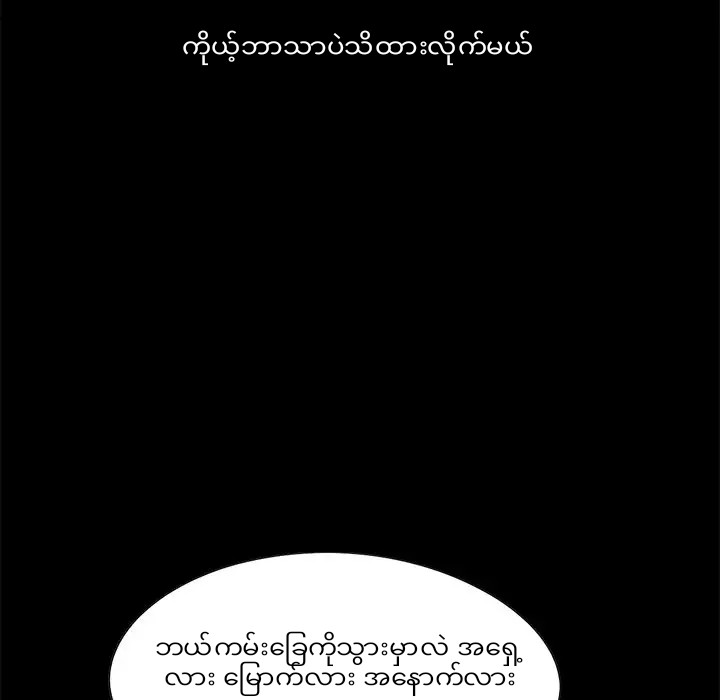 ကိုယ့်ဘာသာပဲသိထားလိုက်မယ်
ဘယ်ကမ်းခြေကိုသွားမှာလဲ အရှေ့
လား မြောက်လား အနောက်လား